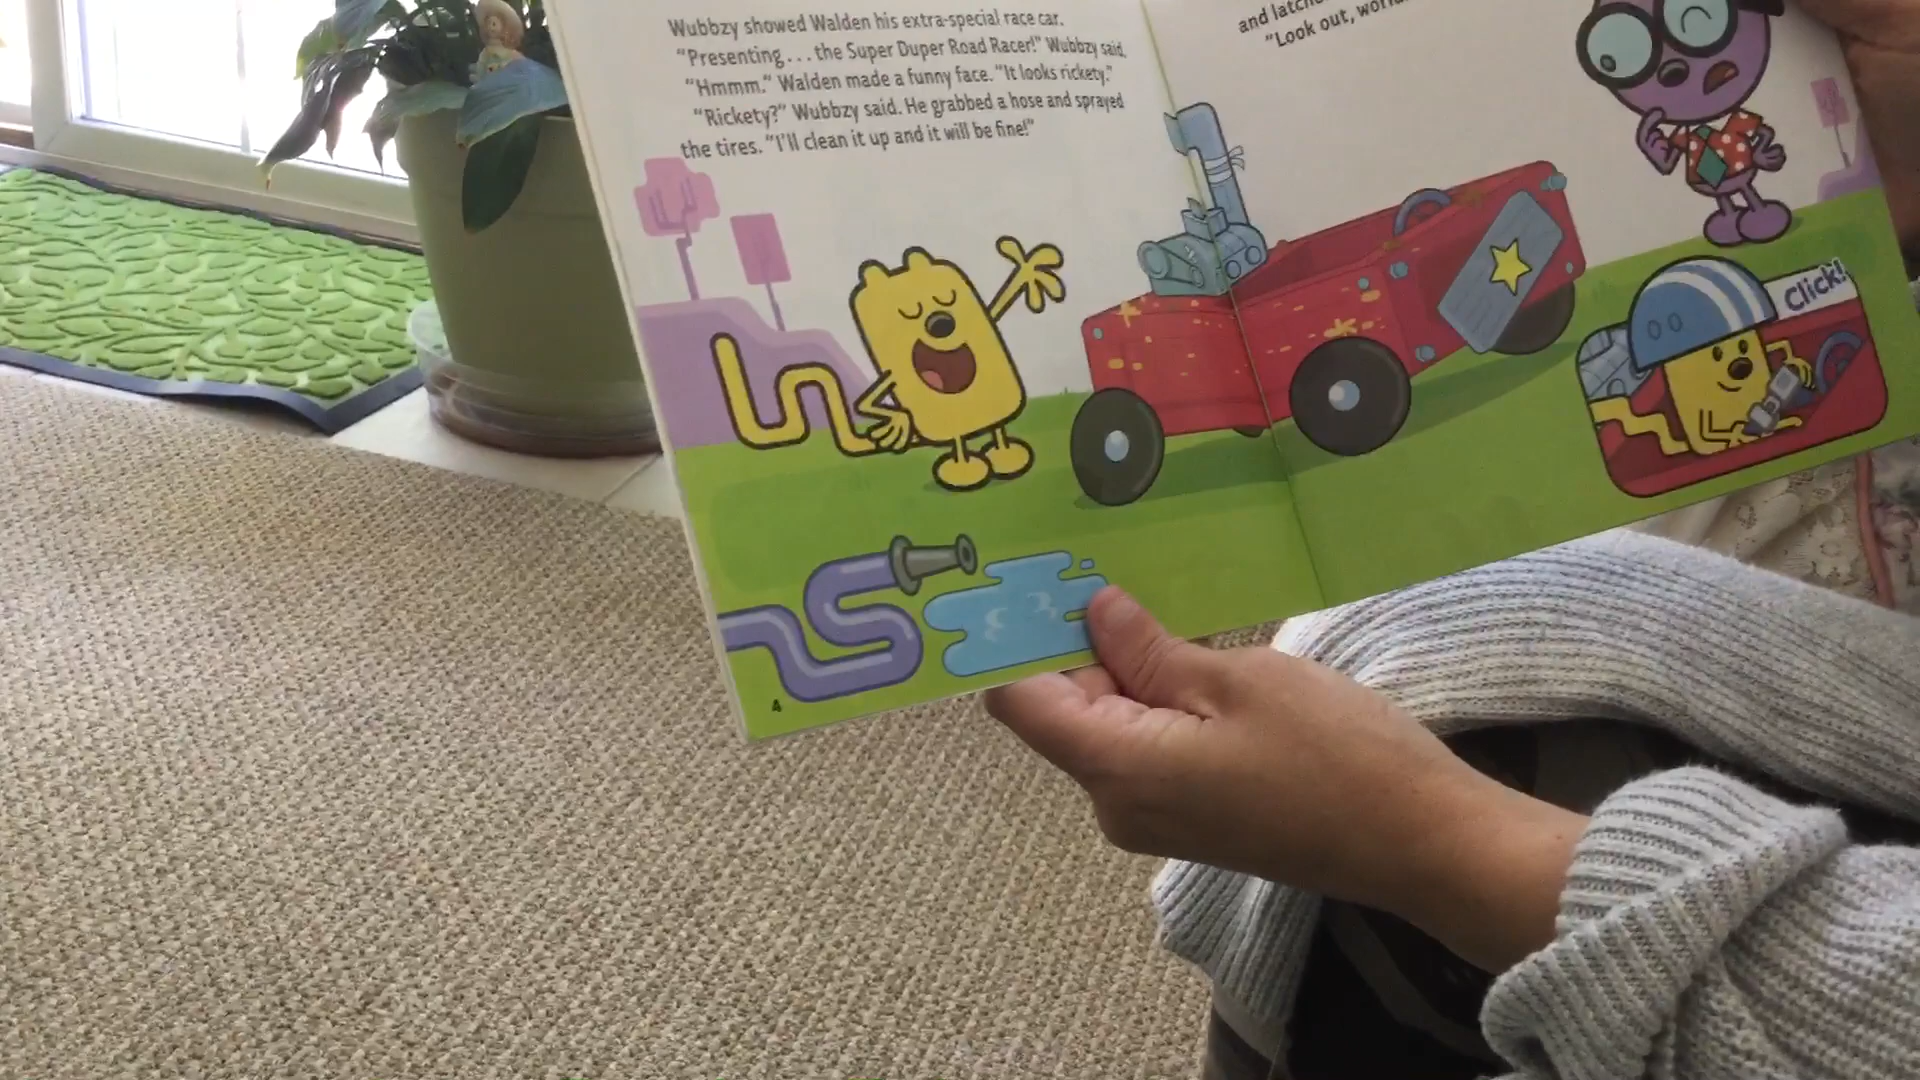 Wubbzy showed Walden his extra-special race car.
"Presenting... the Super Duper Road Racer!" Wubbzy said.
"Hmmm." Walden made a funny face. "It looks rickety."
"Rickety?" Wubbzy said. He grabbed a hose and sprayed
the tires. "I'll clean it up and it will be fine!"
and
"Look out,
Click!
4